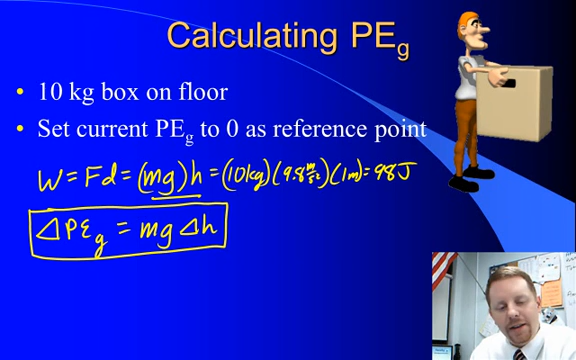 Calculating PEg
• 10 kg box on floor
• Set current PEg to 0 as reference point
W = Fd = (mg)h = (10kg)(9.8 m/s²)(1m) = 98J
ΔPEg = mgΔh